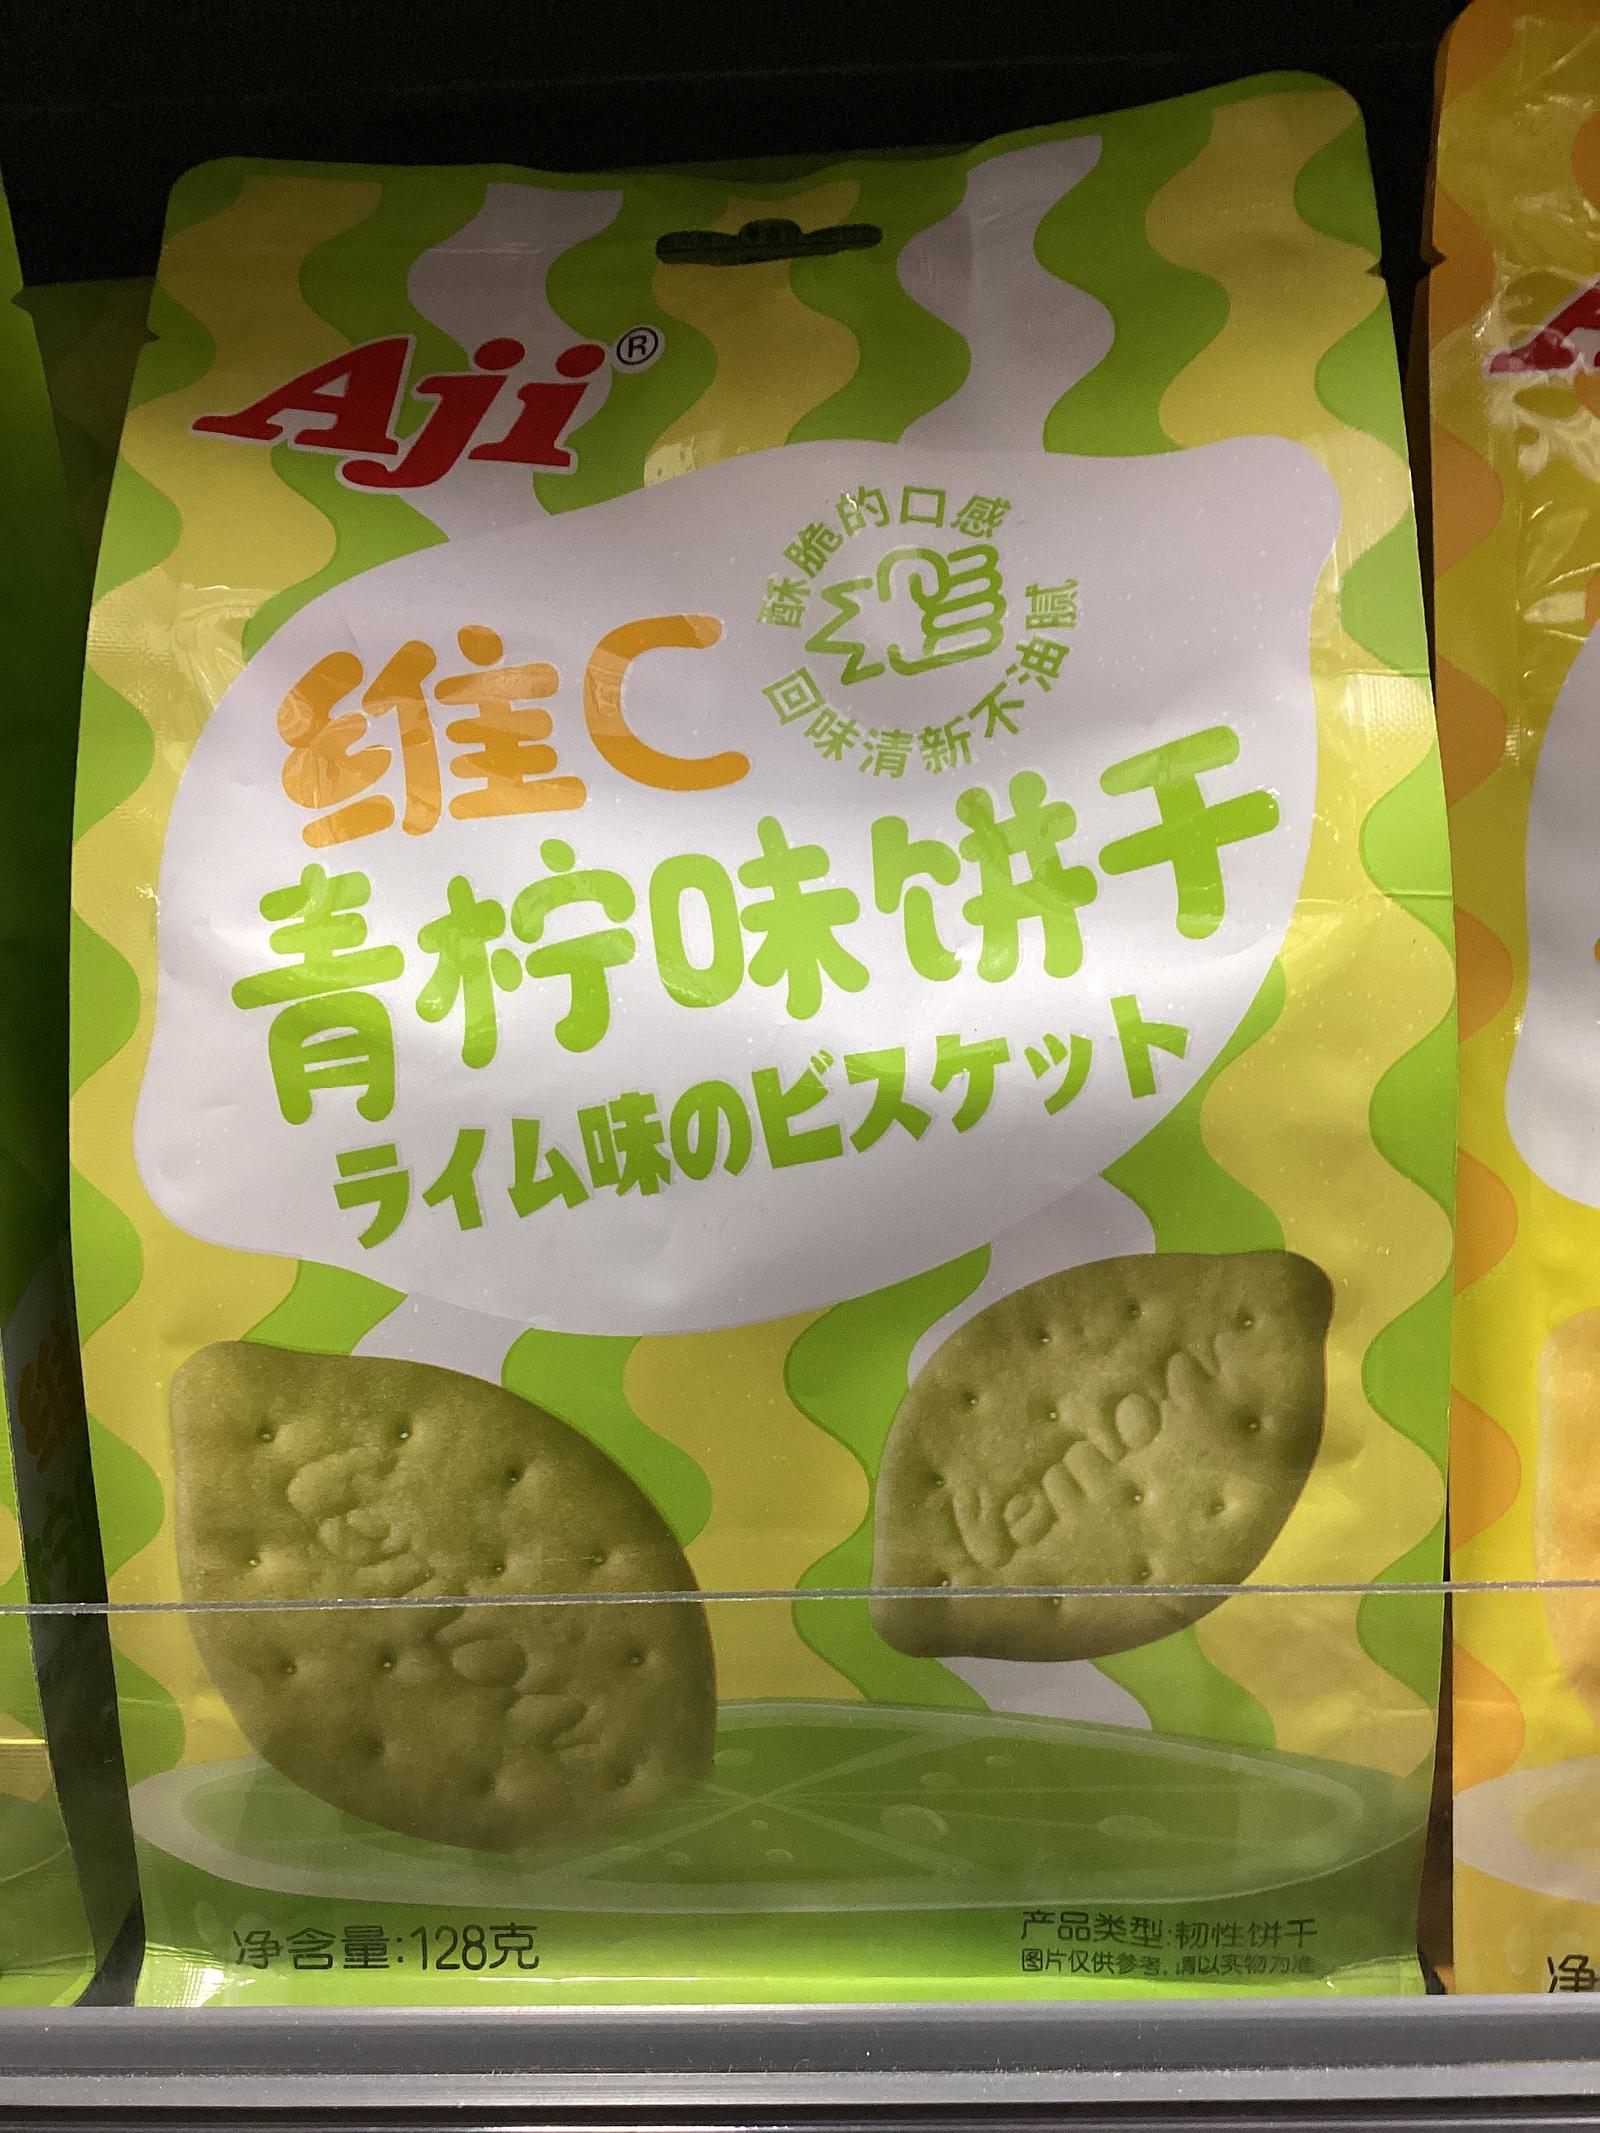 Aji®
酥脆的口感
回味清新不油腻
维C
青柠味饼干
ライム味のビスケット
Lemon
净含量:128克
产品类型:韧性饼干
图片仅供参考,请以实物为准
A
净